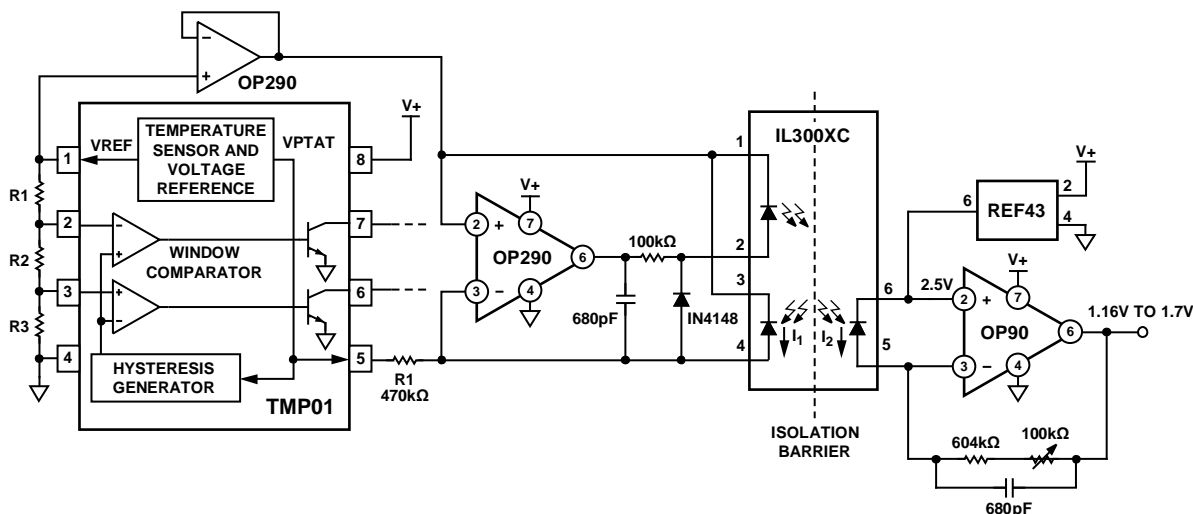 OP290
−
+
V+
TEMPERATURE
SENSOR AND
VOLTAGE
REFERENCE
VREF
VPTAT
1
8
R1
2
7
R2
WINDOW
COMPARATOR
−
+
3
6
R3
+
−
4
HYSTERESIS
GENERATOR
5
TMP01
R1
470kΩ
V+
2
+
7
OP290
6
3
−
4
100kΩ
680pF
IN4148
IL300XC
1
2
3
4
I1
I2
6
5
ISOLATION
BARRIER
V+
6
REF43
2
4
2.5V
V+
2
+
7
OP90
6
3
−
4
1.16V TO 1.7V
604kΩ
100kΩ
680pF